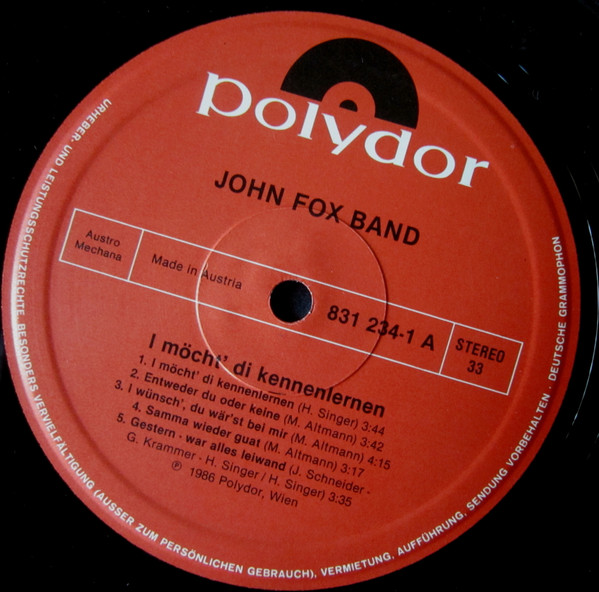 polydor
JOHN FOX BAND
Austro
Mechana
Made in Austria
831 234-1 A
STEREO
33
I möcht' di kennenlernen
1. I möcht' di kennenlernen (H. Singer) 3:44
2. Entweder du oder keine (M. Altmann) 3:42
3. I wünsch', du wär'st bei mir (M. Altmann) 4:15
4. Samma wieder guat (M. Altmann) 3:17
5. Gestern · war alles leiwand (J. Schneider -
G. Krammer - H. Singer / H. Singer) 3:35
℗ 1986 Polydor, Wien
URHEBER- UND LEISTUNGSSCHUTZRECHTE, BESONDERS VERVIELFÄLTIGUNG (AUSSER ZUM PERSÖNLICHEN GEBRAUCH), VERMIETUNG, AUFFÜHRUNG, SENDUNG VORBEHALTEN · DEUTSCHE GRAMMOPHON